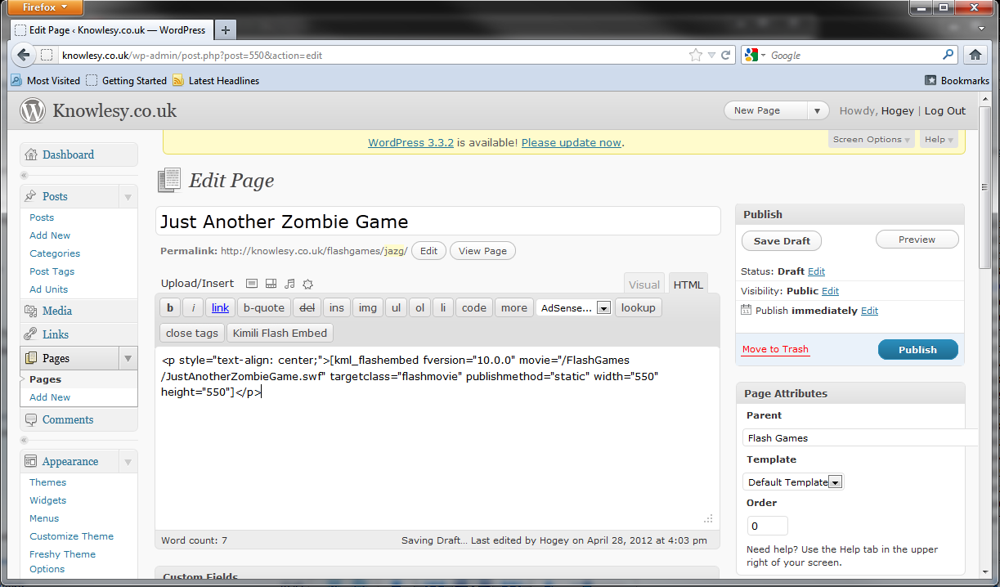 Firefox
Edit Page ‹ Knowlesy.co.uk — WordPress
knowlesy.co.uk/wp-admin/post.php?post=550&action=edit
Google
Most Visited Getting Started Latest Headlines Bookmarks
Knowlesy.co.uk
New Page
Howdy, Hogey | Log Out
WordPress 3.3.2 is available! Please update now.
Screen Options
Help
Dashboard
Posts
Posts
Add New
Categories
Post Tags
Ad Units
Media
Links
Pages
Pages
Add New
Comments
Appearance
Themes
Widgets
Menus
Customize Theme
Freshy Theme
Options
Edit Page
Just Another Zombie Game
Permalink: http://knowlesy.co.uk/flashgames/jazg/ Edit View Page
Upload/Insert
Visual HTML
b i link b-quote del ins img ul ol li code more AdSense... lookup
close tags Kimili Flash Embed
<p style="text-align: center;">[kml_flashembed fversion="10.0.0" movie="/FlashGames
/JustAnotherZombieGame.swf" targetclass="flashmovie" publishmethod="static" width="550"
height="550"]</p>
Word count: 7
Saving Draft... Last edited by Hogey on April 28, 2012 at 4:03 pm
Custom Fields
Publish
Save Draft Preview
Status: Draft Edit
Visibility: Public Edit
Publish immediately Edit
Move to Trash Publish
Page Attributes
Parent
Flash Games
Template
Default Template
Order
0
Need help? Use the Help tab in the upper
right of your screen.